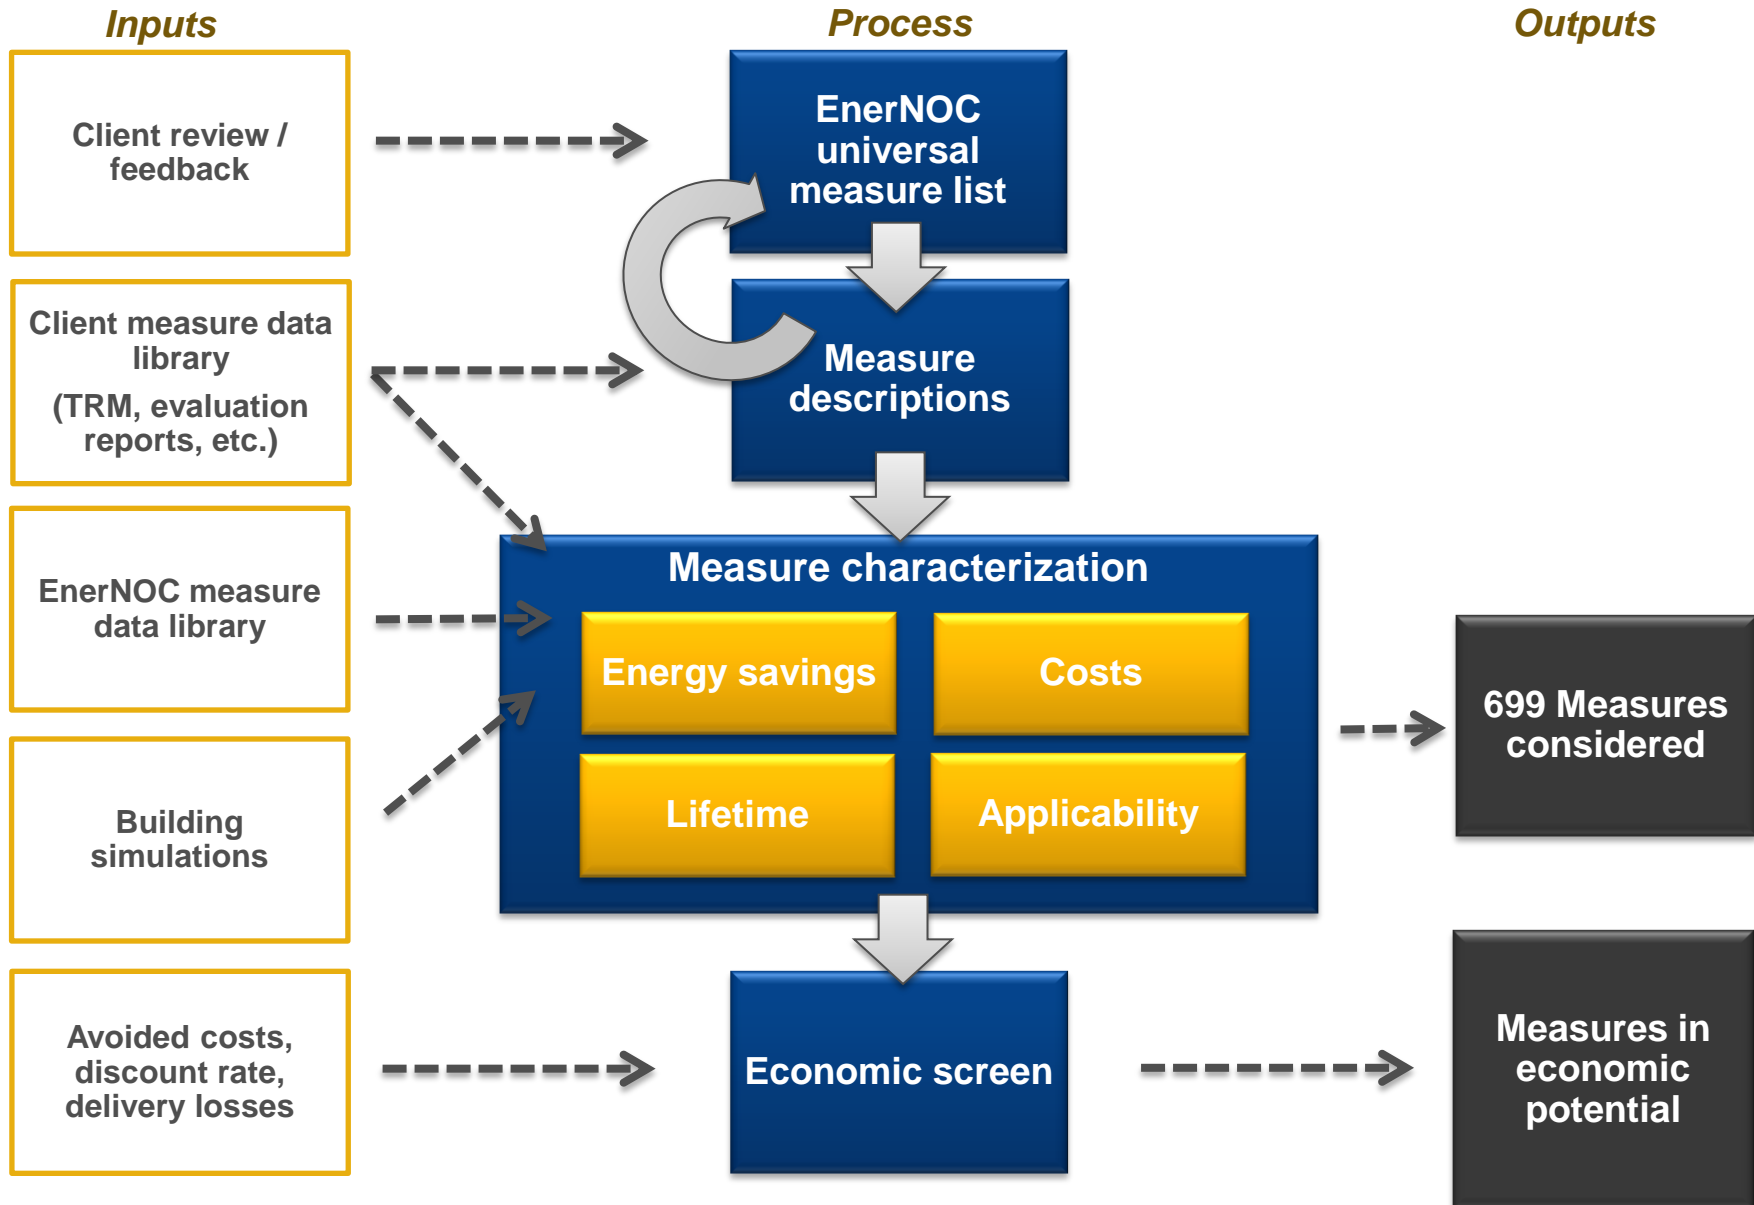 Inputs
Process
Outputs
Client review /
feedback
EnerNOC
universal
measure list
Client measure data
library
(TRM, evaluation
reports, etc.)
Measure
descriptions
EnerNOC measure
data library
Measure characterization
Energy savings
Costs
Lifetime
Applicability
699 Measures
considered
Building
simulations
Avoided costs,
discount rate,
delivery losses
Economic screen
Measures in
economic
potential